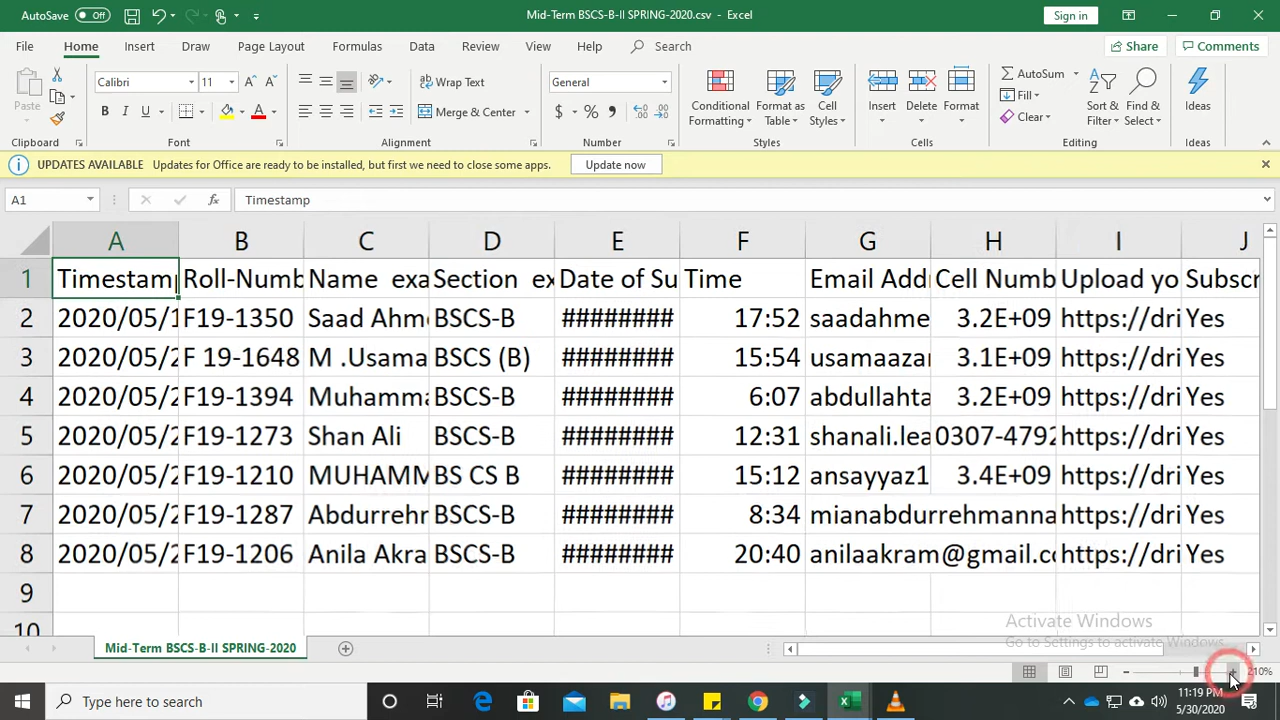 AutoSave Off Mid-Term BSCS-B-II SPRING-2020.csv - Excel Sign in
File Home Insert Draw Page Layout Formulas Data Review View Help Search Share Comments
Paste Calibri 11 A A Wrap Text General Conditional Formatting Format as Table Cell Styles Insert Delete Format AutoSum Fill Clear Sort & Filter Find & Select Ideas
B I U A Merge & Center $ % ,
Clipboard Font Alignment Number Styles Cells Editing Ideas
UPDATES AVAILABLE Updates for Office are ready to be installed, but first we need to close some apps. Update now
A1 fx Timestamp
A B C D E F G H I J
1 Timestamp Roll-Numb Name exa Section ex Date of Su Time Email Addr Cell Numb Upload yo Subscr
2 2020/05/1 F19-1350 Saad Ahme BSCS-B ######## 17:52 saadahme 3.2E+09 https://dri Yes
3 2020/05/2 F 19-1648 M .Usama BSCS (B) ######## 15:54 usamaazar 3.1E+09 https://dri Yes
4 2020/05/2 F19-1394 Muhamma BSCS-B ######## 6:07 abdullahta 3.2E+09 https://dri Yes
5 2020/05/2 F19-1273 Shan Ali BSCS-B ######## 12:31 shanali.lea 0307-4792 https://dri Yes
6 2020/05/2 F19-1210 MUHAMM BS CS B ######## 15:12 ansayyaz1 3.4E+09 https://dri Yes
7 2020/05/2 F19-1287 Abdurrehr BSCS-B ######## 8:34 mianabdurrehmanna https://dri Yes
8 2020/05/2 F19-1206 Anila Akra BSCS-B ######## 20:40 anilaakram@gmail.co https://dri Yes
9
10
Activate Windows
Go to Settings to activate Windows.
Mid-Term BSCS-B-II SPRING-2020
210%
Type here to search
11:19 PM
5/30/2020